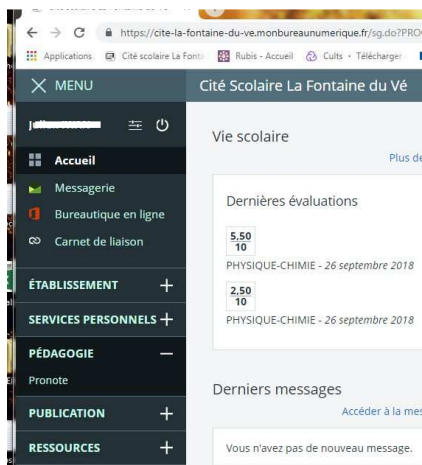 https://cite-la-fontaine-du-ve.monbureaunumerique.fr/sg.do?PRO
Applications Cité scolaire La Font Rubis - Accueil Cults - Télécharger
MENU
Cité Scolaire La Fontaine du Vé
Vie scolaire
Accueil
Plus de
Messagerie
Dernières évaluations
Bureautique en ligne
Carnet de liaison
5,50
10
PHYSIQUE-CHIMIE - 26 septembre 2018
ÉTABLISSEMENT
2,50
10
SERVICES PERSONNELS
PHYSIQUE-CHIMIE - 26 septembre 2018
PÉDAGOGIE
Pronote
Derniers messages
PUBLICATION
Accéder à la mes
RESSOURCES
Vous n'avez pas de nouveau message.